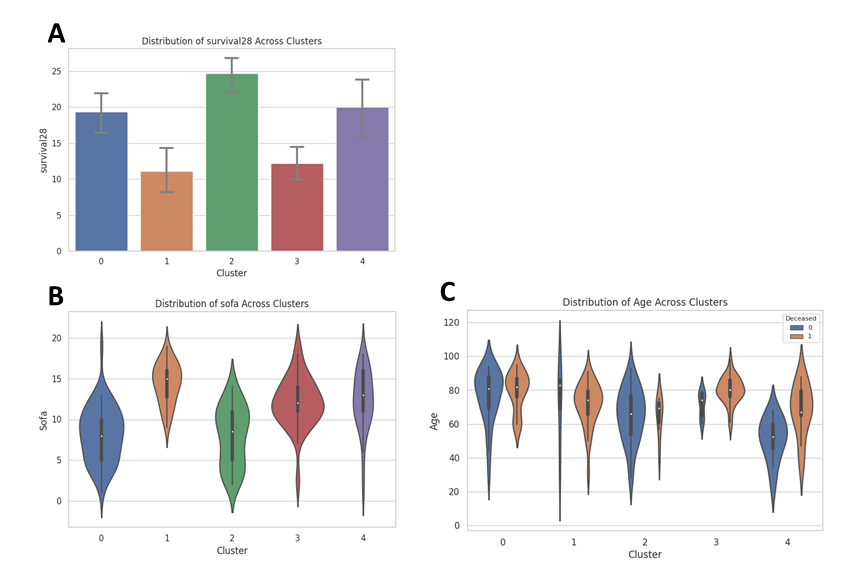 A
Distribution of survival28 Across Clusters
survival28
25
20
15
10
5
0
0 1 2 3 4
Cluster
B
Distribution of sofa Across Clusters
Sofa
20
15
10
5
0
0 1 2 3 4
Cluster
C
Distribution of Age Across Clusters
Deceased
0
1
Age
120
100
80
60
40
20
0
0 1 2 3 4
Cluster